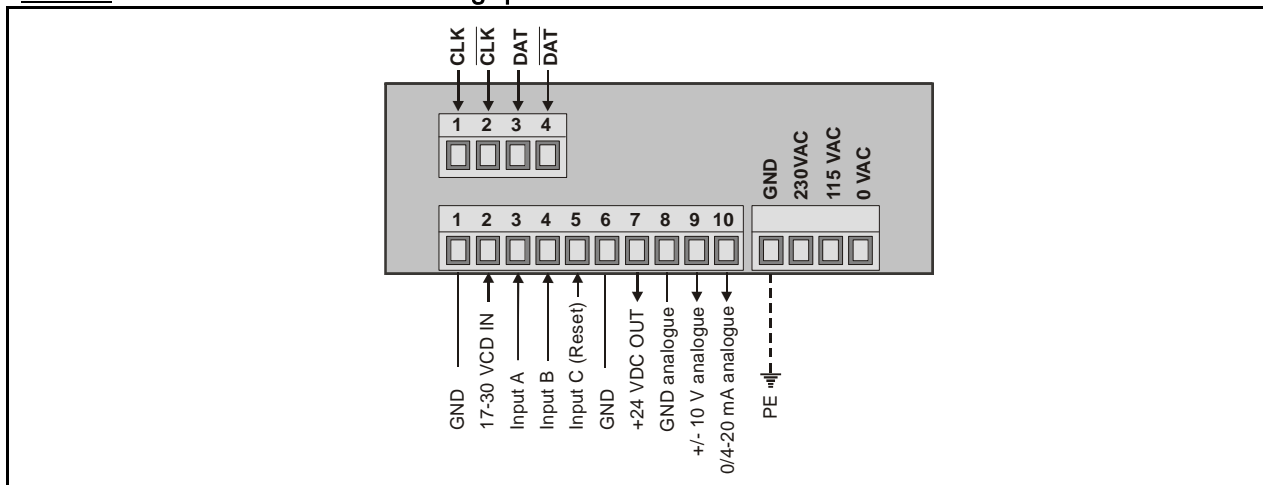 CLK
CLK
DAT
DAT
1 2 3 4
GND
230VAC
115 VAC
0 VAC
1 2 3 4 5 6 7 8 9 10
GND
17-30 VCD IN
Input A
Input B
Input C (Reset)
GND
+24 VDC OUT
GND analogue
+/- 10 V analogue
0/4-20 mA analogue
PE